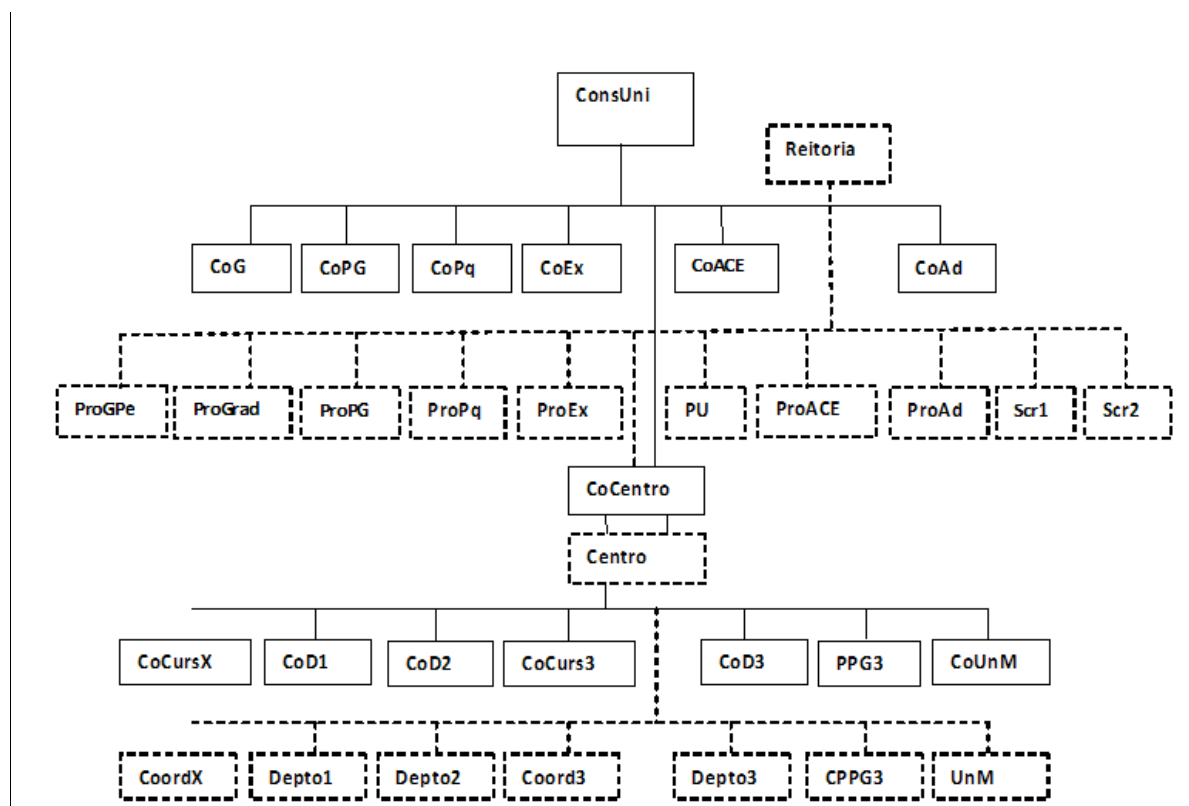 ConsUni
Reitoria
CoG CoPG CoPq CoEx CoACE CoAd
ProGPe ProGrad ProPG ProPq ProEx PU ProACE ProAd Scr1 Scr2
CoCentro
Centro
CoCursX CoD1 CoD2 CoCurs3 CoD3 PPG3 CoUnM
CoordX Depto1 Depto2 Coord3 Depto3 CPPG3 UnM